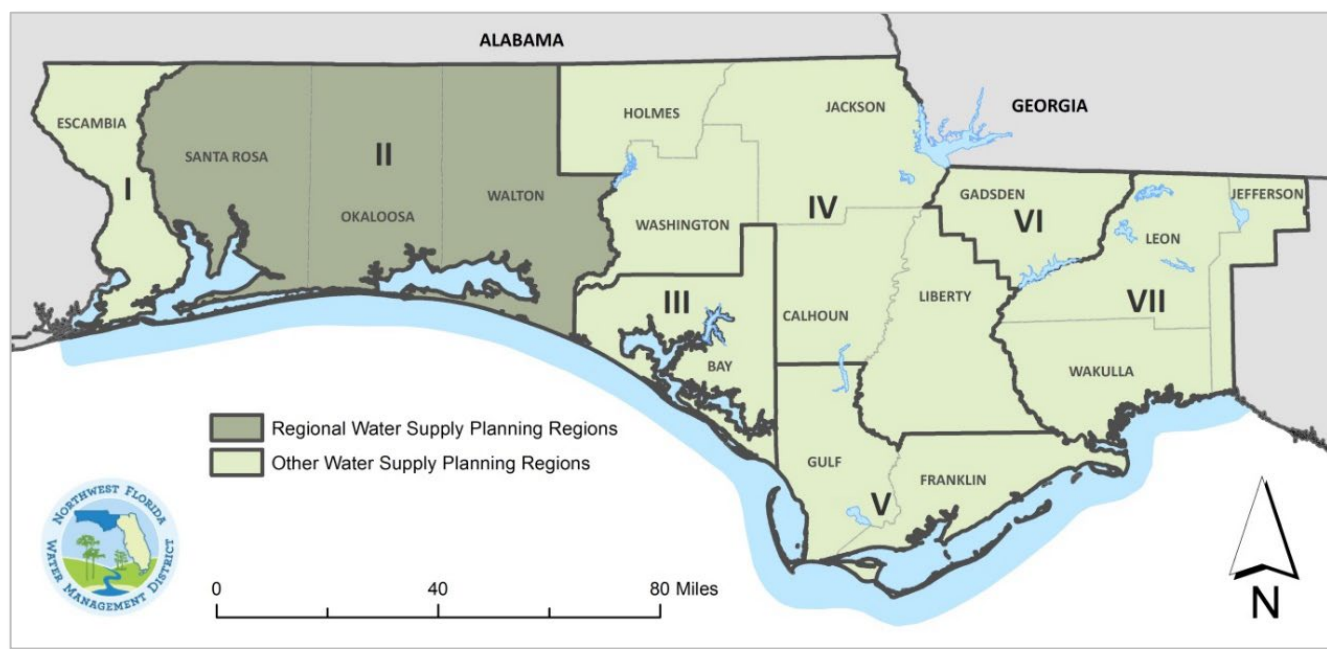 ALABAMA
GEORGIA
ESCAMBIA
I
SANTA ROSA
II
OKALOOSA
WALTON
HOLMES
WASHINGTON
JACKSON
IV
III
BAY
CALHOUN
LIBERTY
GADSDEN
VI
JEFFERSON
LEON
VII
WAKULLA
GULF
V
FRANKLIN
Regional Water Supply Planning Regions
Other Water Supply Planning Regions
NORTHWEST FLORIDA
WATER MANAGEMENT DISTRICT
0 40 80 Miles
N